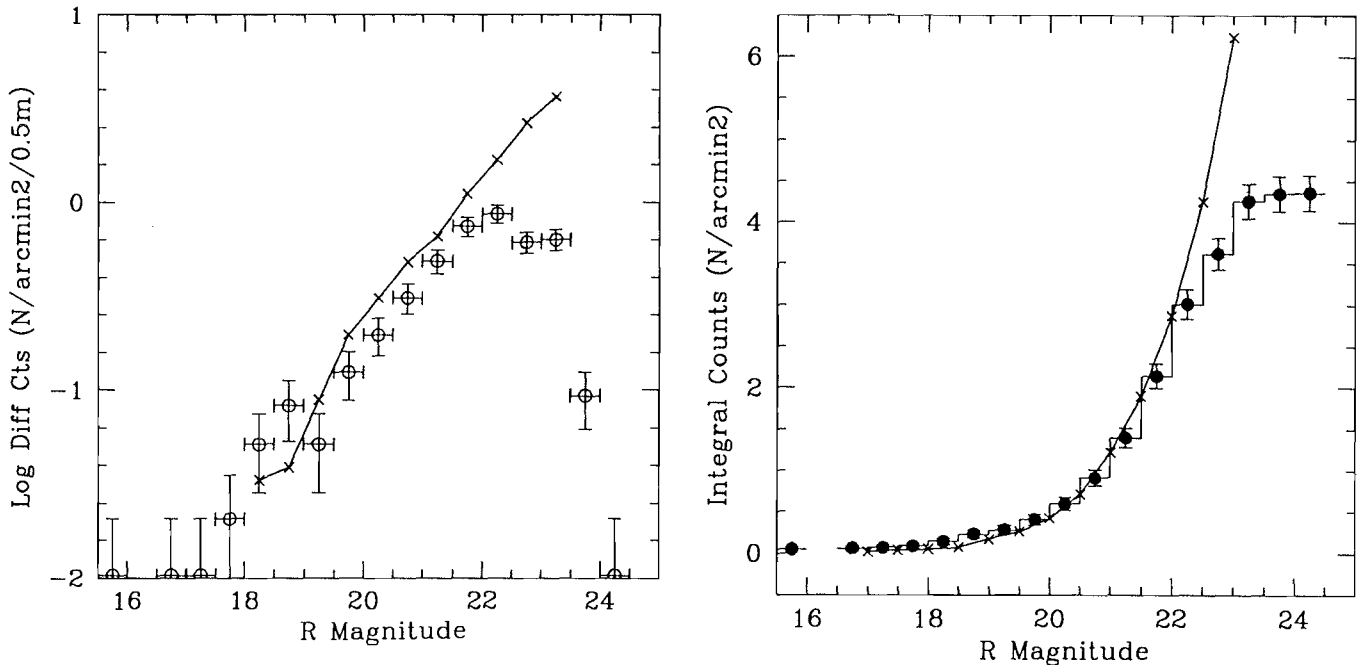 Log Diff Cts (N/arcmin2/0.5m)
1
0
-1
-2
16 18 20 22 24
R Magnitude
Integral Counts (N/arcmin2)
6
4
2
0
16 18 20 22 24
R Magnitude